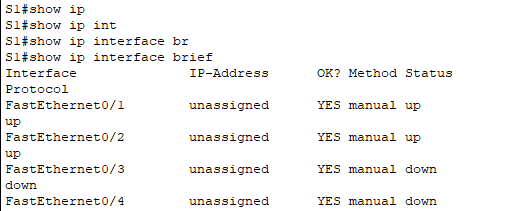 S1#show ip
S1#show ip int
S1#show ip interface br
S1#show ip interface brief
Interface IP-Address OK? Method Status
Protocol
FastEthernet0/1 unassigned YES manual up
up
FastEthernet0/2 unassigned YES manual up
up
FastEthernet0/3 unassigned YES manual down
down
FastEthernet0/4 unassigned YES manual down